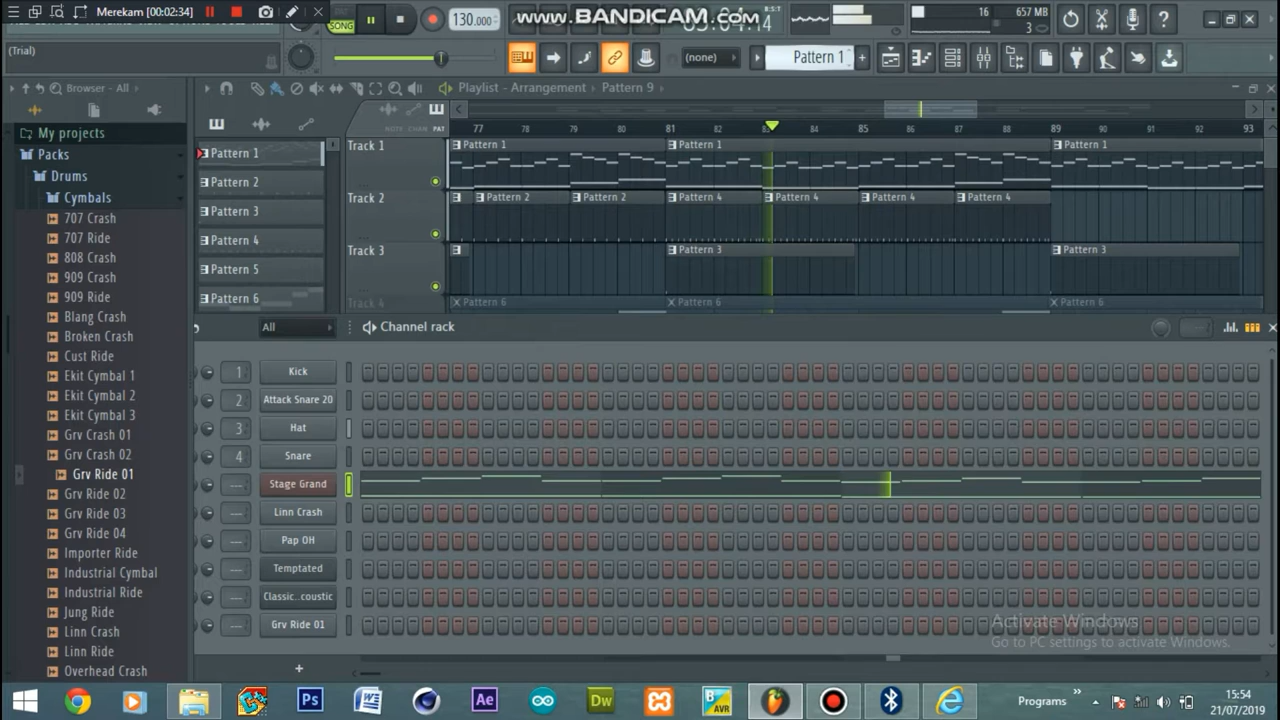 Merekam [00:02:34]
WWW.BANDICAM.COM
SONG
130.000
B:S:T
16
657 MB
3
(Trial)
(none)
Pattern 1
Browser - All
Playlist - Arrangement
Pattern 9
NOTE CHAN PAT
77 78 79 80 81 82 83 84 85 86 87 88 89 90 91 92 93
My projects
Packs
Drums
Cymbals
707 Crash
707 Ride
808 Crash
909 Crash
909 Ride
Blang Crash
Broken Crash
Cust Ride
Ekit Cymbal 1
Ekit Cymbal 2
Ekit Cymbal 3
Grv Crash 01
Grv Crash 02
Grv Ride 01
Grv Ride 02
Grv Ride 03
Grv Ride 04
Importer Ride
Industrial Cymbal
Industrial Ride
Jung Ride
Linn Crash
Linn Ride
Overhead Crash
Pattern 1
Pattern 2
Pattern 3
Pattern 4
Pattern 5
Pattern 6
Track 1
Pattern 1 Pattern 1 Pattern 1
Track 2
Pattern 2 Pattern 2 Pattern 4 Pattern 4 Pattern 4 Pattern 4
Track 3
Pattern 3 Pattern 3
Track 4
Pattern 6 Pattern 6 Pattern 6
All
Channel rack
1 Kick
2 Attack Snare 20
3 Hat
4 Snare
--- Stage Grand
--- Linn Crash
--- Pap OH
--- Temptated
--- Classic..coustic
--- Grv Ride 01
+
Activate Windows
Go to PC settings to activate Windows.
Ps
Ae
Dw
AVR
Programs
15:54
21/07/2019